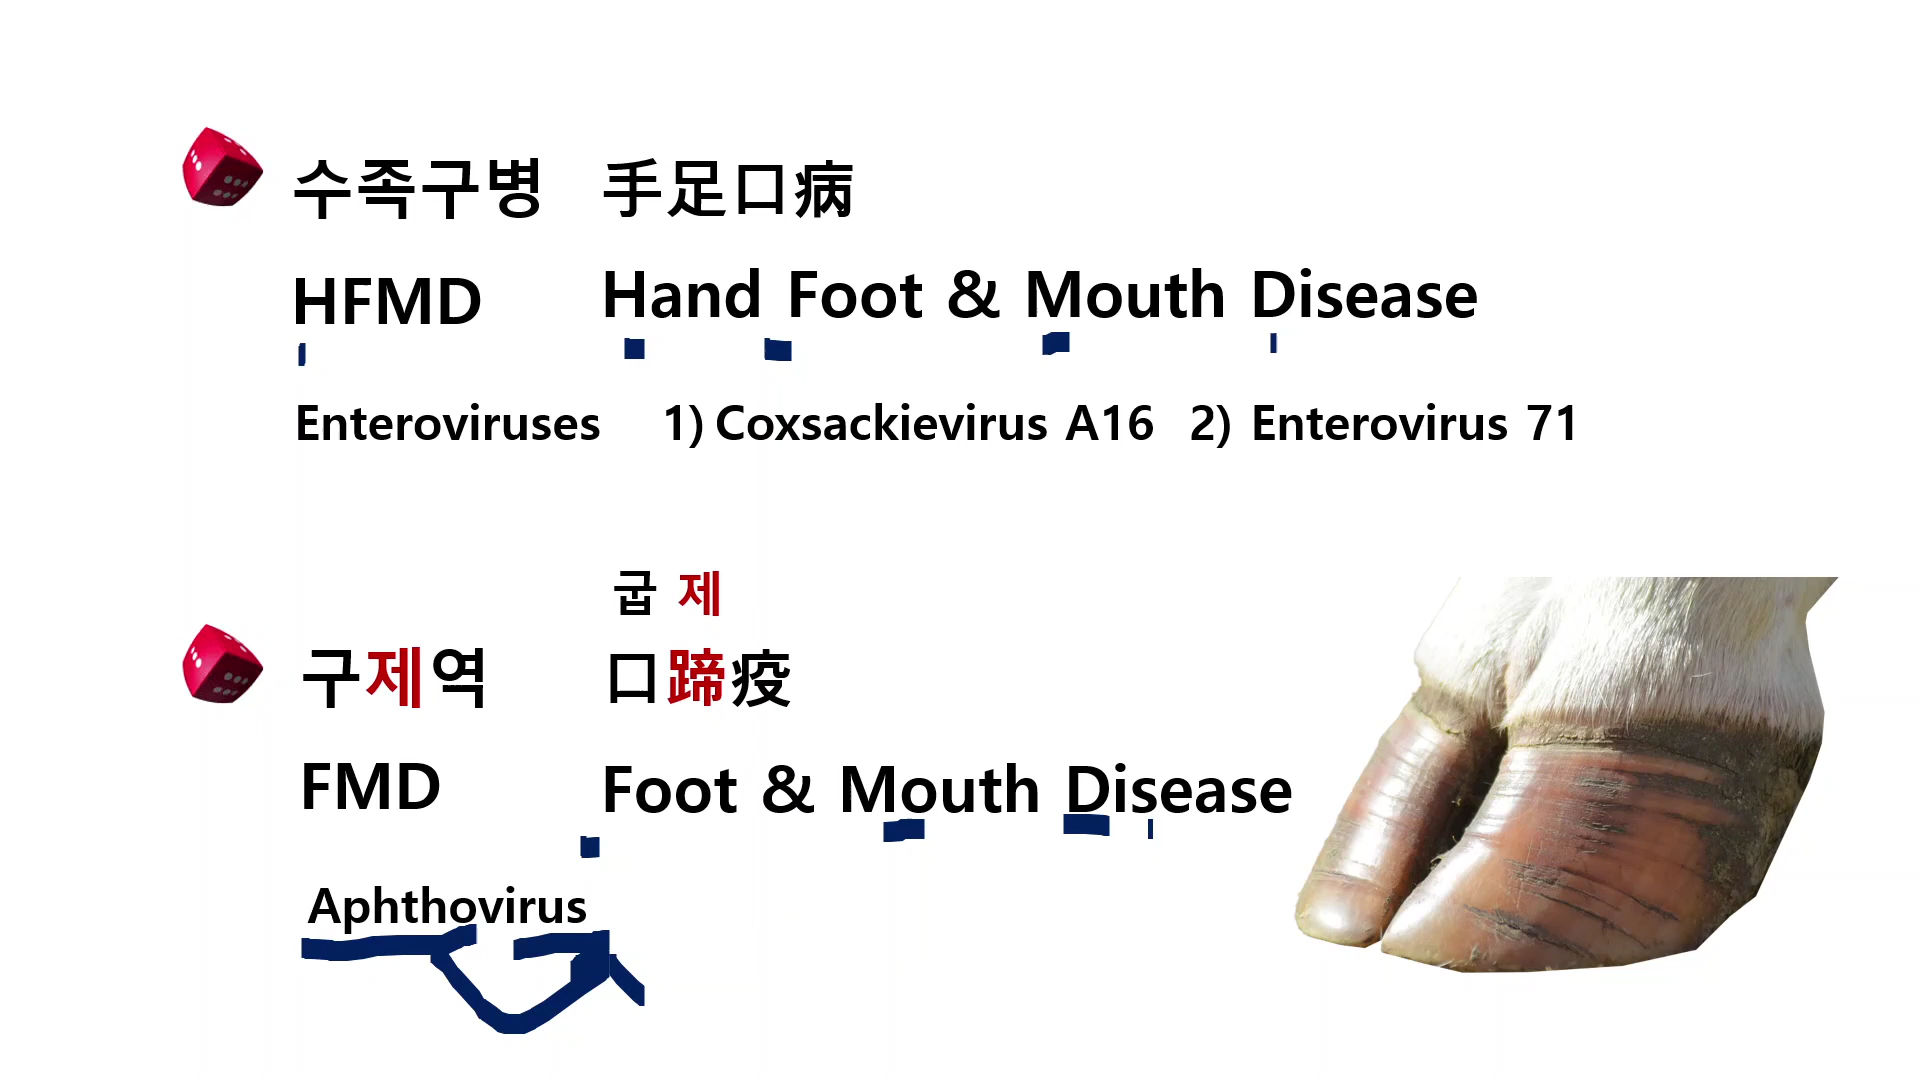 수족구병 手足口病
HFMD Hand Foot & Mouth Disease
Enteroviruses 1) Coxsackievirus A16 2) Enterovirus 71
굽 제
구제역 口蹄疫
FMD Foot & Mouth Disease
Aphthovirus